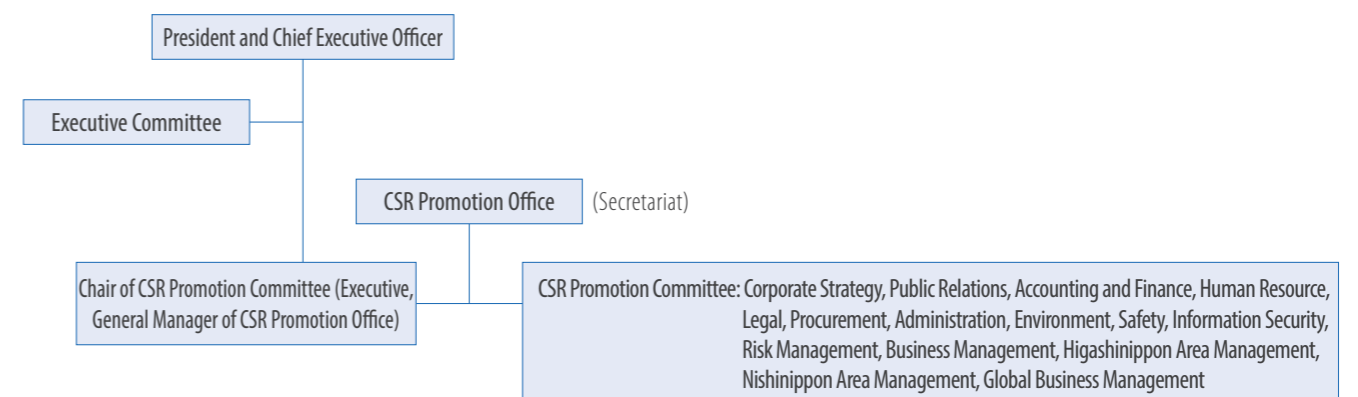 President and Chief Executive Officer
Executive Committee
CSR Promotion Office (Secretariat)
Chair of CSR Promotion Committee (Executive,
General Manager of CSR Promotion Office)
CSR Promotion Committee: Corporate Strategy, Public Relations, Accounting and Finance, Human Resource,
Legal, Procurement, Administration, Environment, Safety, Information Security,
Risk Management, Business Management, Higashinippon Area Management,
Nishinippon Area Management, Global Business Management